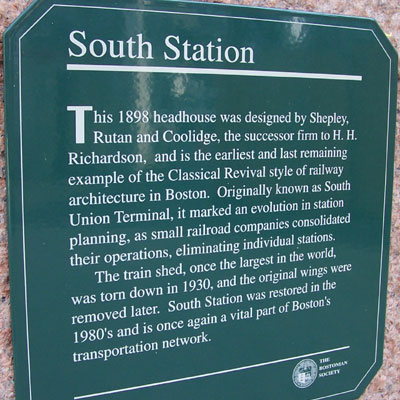 South Station
This 1898 headhouse was designed by Shepley,
Rutan and Coolidge, the successor firm to H. H.
Richardson, and is the earliest and last remaining
example of the Classical Revival style of railway
architecture in Boston. Originally known as South
Union Terminal, it marked an evolution in station
planning, as small railroad companies consolidated
their operations, eliminating individual stations.
The train shed, once the largest in the world,
was torn down in 1930, and the original wings were
removed later. South Station was restored in the
1980's and is once again a vital part of Boston's
transportation network.
THE
BOSTONIAN
SOCIETY